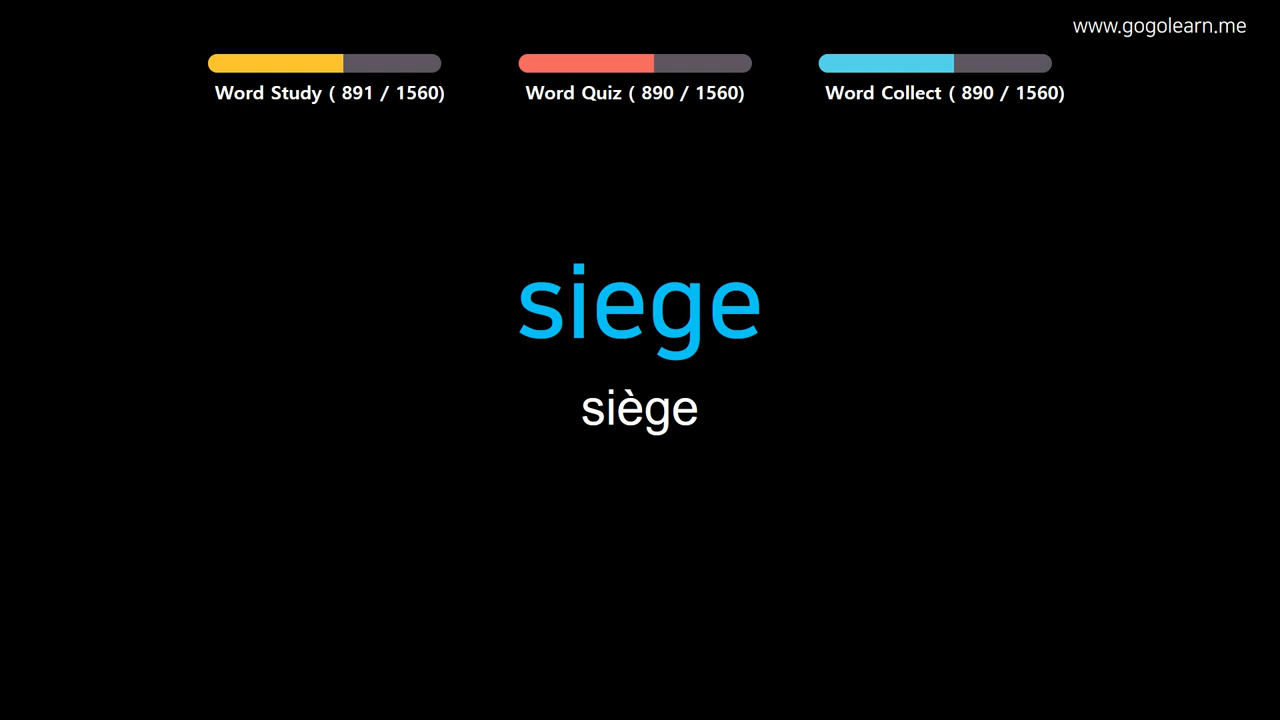 www.gogolearn.me
Word Study ( 891 / 1560)
Word Quiz ( 890 / 1560)
Word Collect ( 890 / 1560)
siege
siège